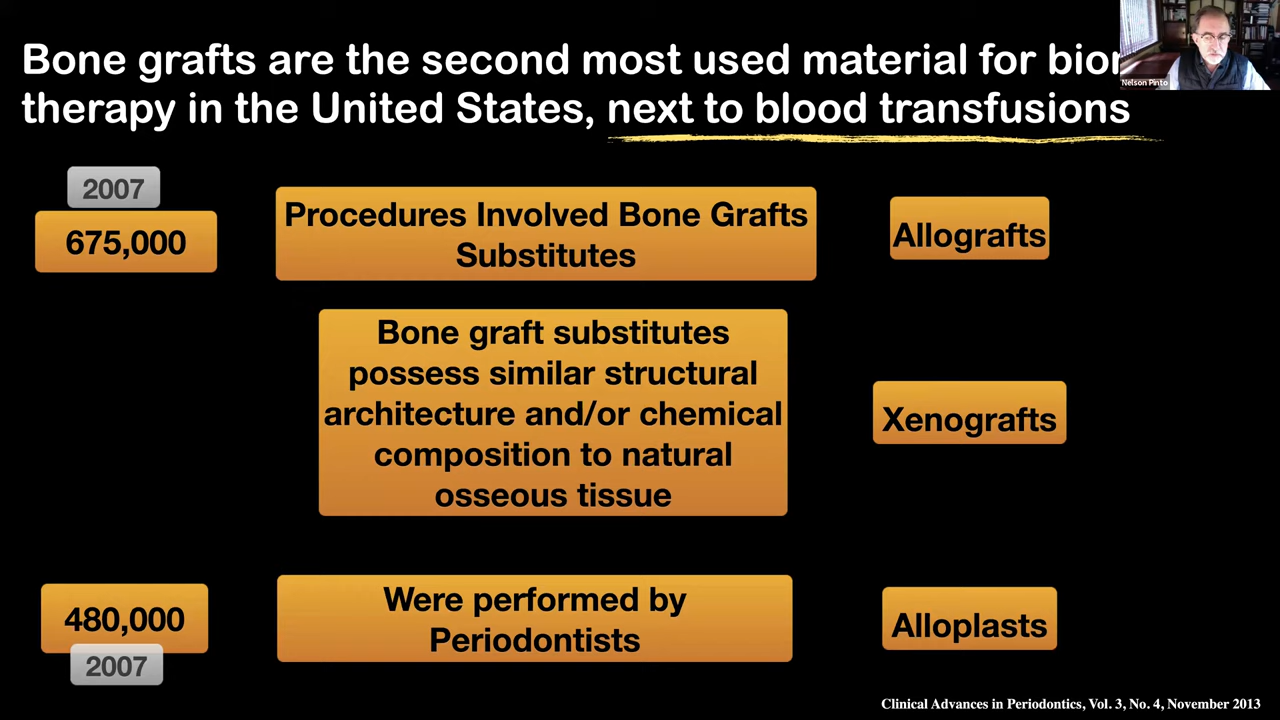 Bone grafts are the second most used material for
therapy in the United States, next to blood transfusions
Nelson Pinto
2007
675,000
Procedures Involved Bone Grafts
Substitutes
Allografts
Bone graft substitutes
possess similar structural
architecture and/or chemical
composition to natural
osseous tissue
Xenografts
480,000
2007
Were performed by
Periodontists
Alloplasts
Clinical Advances in Periodontics, Vol. 3, No. 4, November 2013